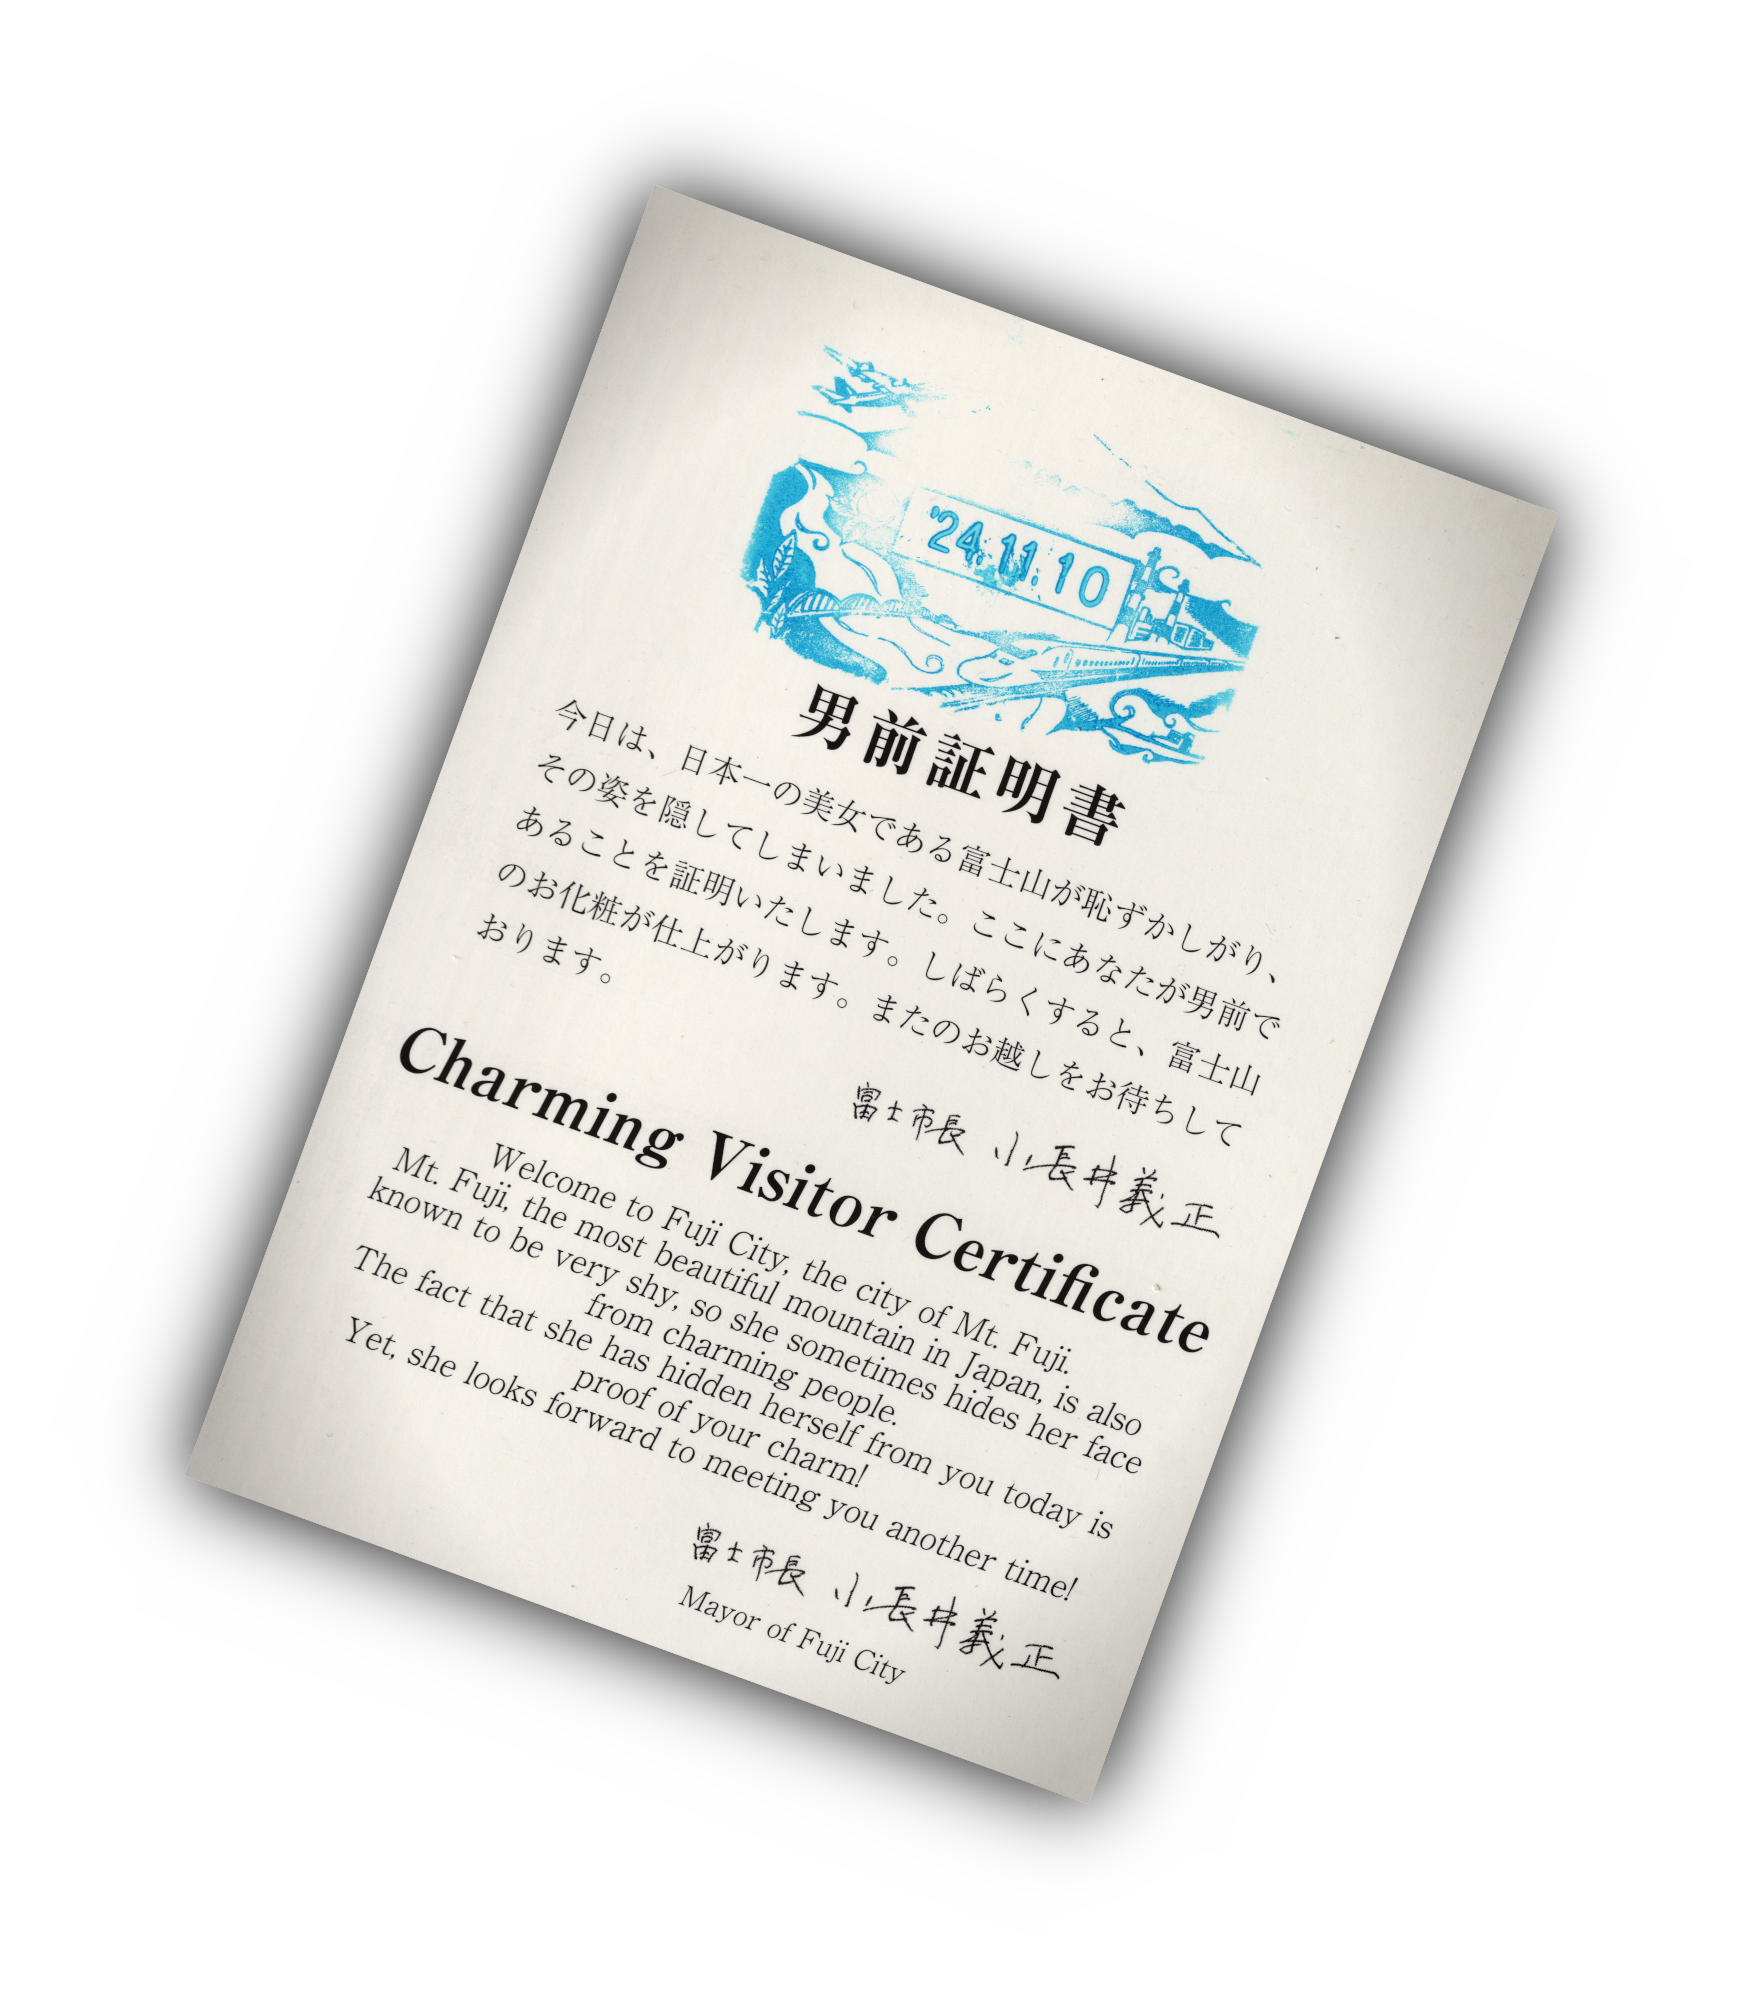 '24.11.10
男前証明書
今日は、日本一の美女である富士山が恥ずかしがり、
その姿を隠してしまいました。ここにあなたが男前で
あることを証明いたします。しばらくすると、富士山
のお化粧が仕上がります。またのお越しをお待ちして
おります。
富士市長 小長井義正
Charming Visitor Certificate
Welcome to Fuji City, the city of Mt. Fuji.
Mt. Fuji, the most beautiful mountain in Japan, is also
known to be very shy, so she sometimes hides her face
from charming people.
The fact that she has hidden herself from you today is
proof of your charm!
Yet, she looks forward to meeting you another time!
富士市長 小長井義正
Mayor of Fuji City